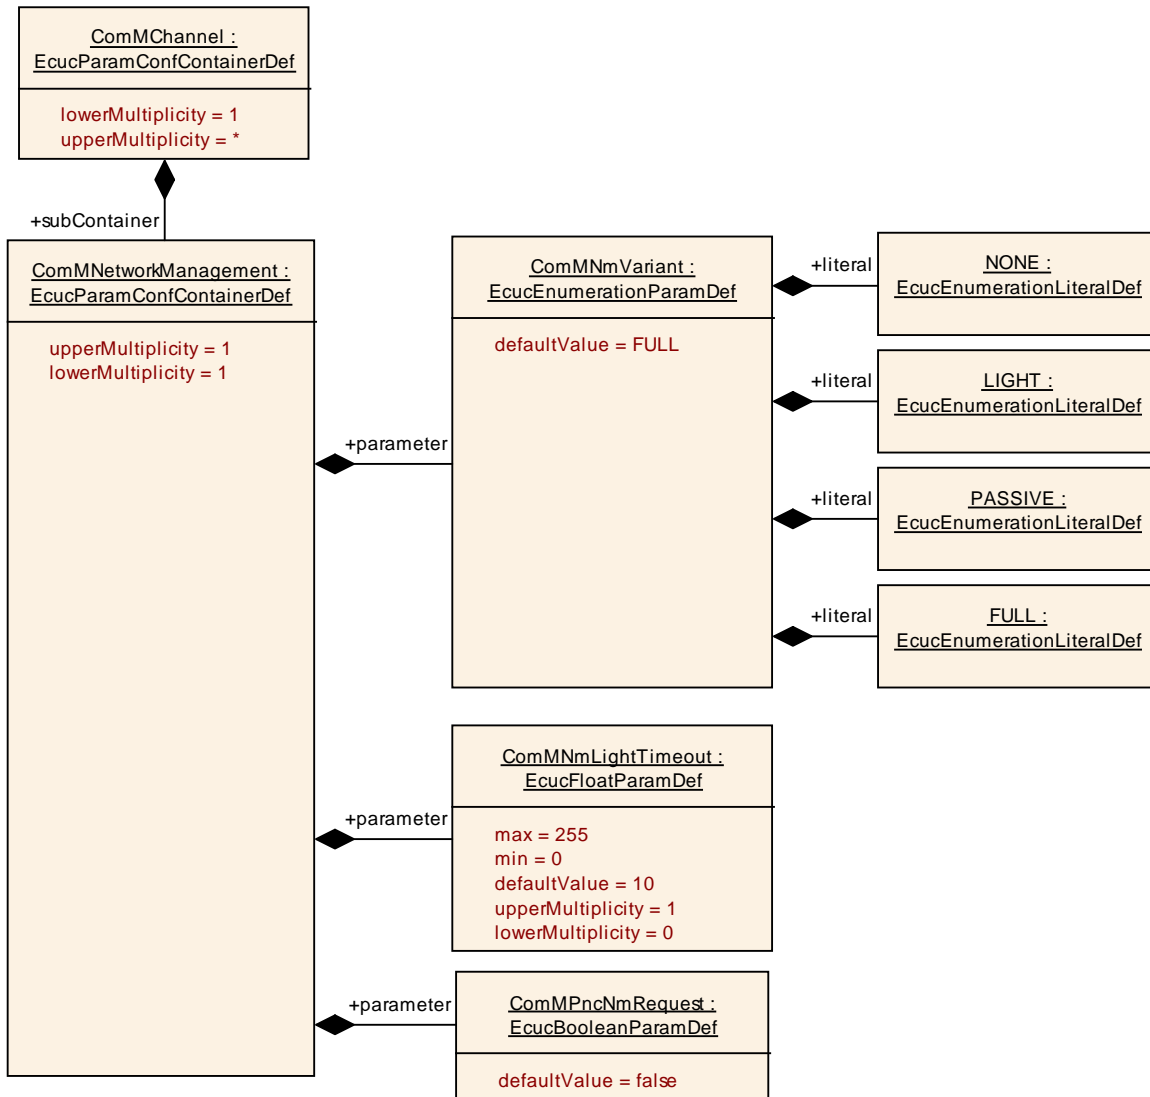 ComMChannel :
EcucParamConfContainerDef
lowerMultiplicity = 1
upperMultiplicity = *
+subContainer
ComMNetworkManagement :
EcucParamConfContainerDef
upperMultiplicity = 1
lowerMultiplicity = 1
+parameter
ComMNmVariant :
EcucEnumerationParamDef
defaultValue = FULL
+literal
NONE :
EcucEnumerationLiteralDef
+literal
LIGHT :
EcucEnumerationLiteralDef
+literal
PASSIVE :
EcucEnumerationLiteralDef
+literal
FULL :
EcucEnumerationLiteralDef
+parameter
ComMNmLightTimeout :
EcucFloatParamDef
max = 255
min = 0
defaultValue = 10
upperMultiplicity = 1
lowerMultiplicity = 0
+parameter
ComMPncNmRequest :
EcucBooleanParamDef
defaultValue = false